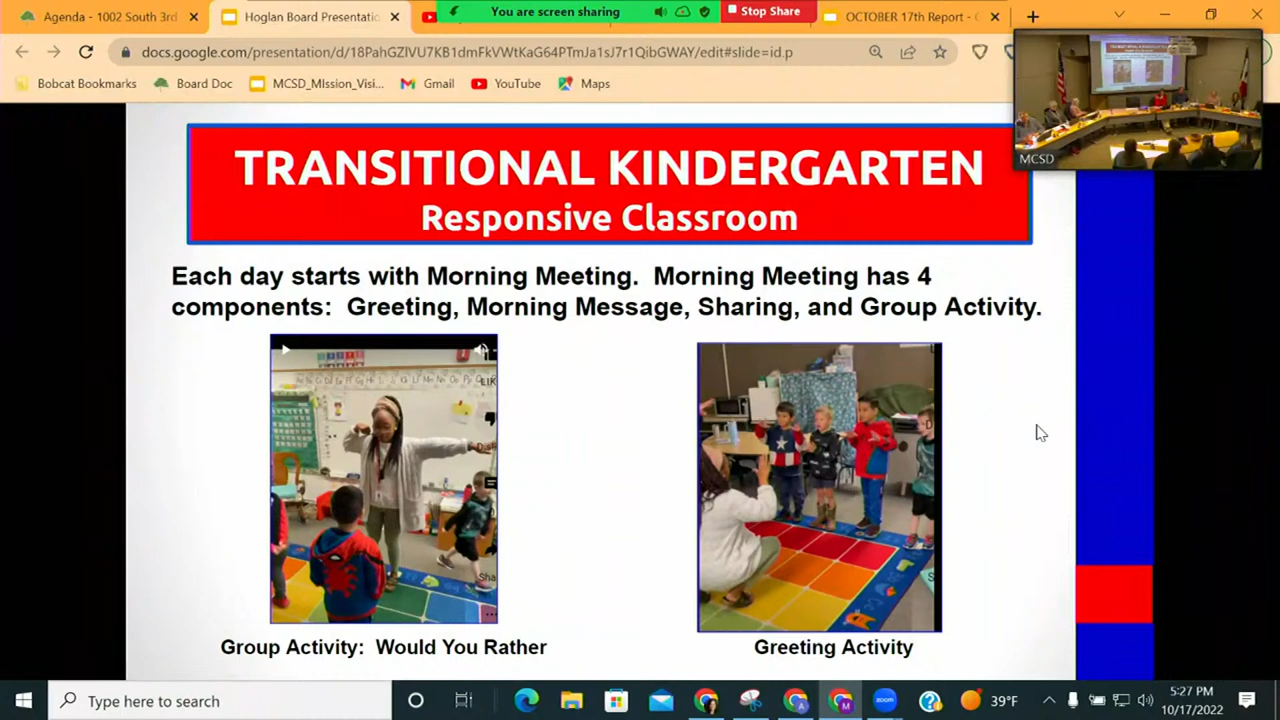 Agenda - 1002 South 3rd
Hoglan Board Presentatio
You are screen sharing
Stop Share
OCTOBER 17th Report - G
docs.google.com/presentation/d/18PahGZlVU7KB1dmFkVWtKaG64PTmJa1sJ7r1QibGWAY/edit#slide=id.p
Bobcat Bookmarks
Board Doc
MCSD_MIssion_Visi...
Gmail
YouTube
Maps
MCSD
TRANSITIONAL KINDERGARTEN
Responsive Classroom
Each day starts with Morning Meeting. Morning Meeting has 4
components: Greeting, Morning Message, Sharing, and Group Activity.
Group Activity: Would You Rather
Greeting Activity
Type here to search
39°F
5:27 PM
10/17/2022